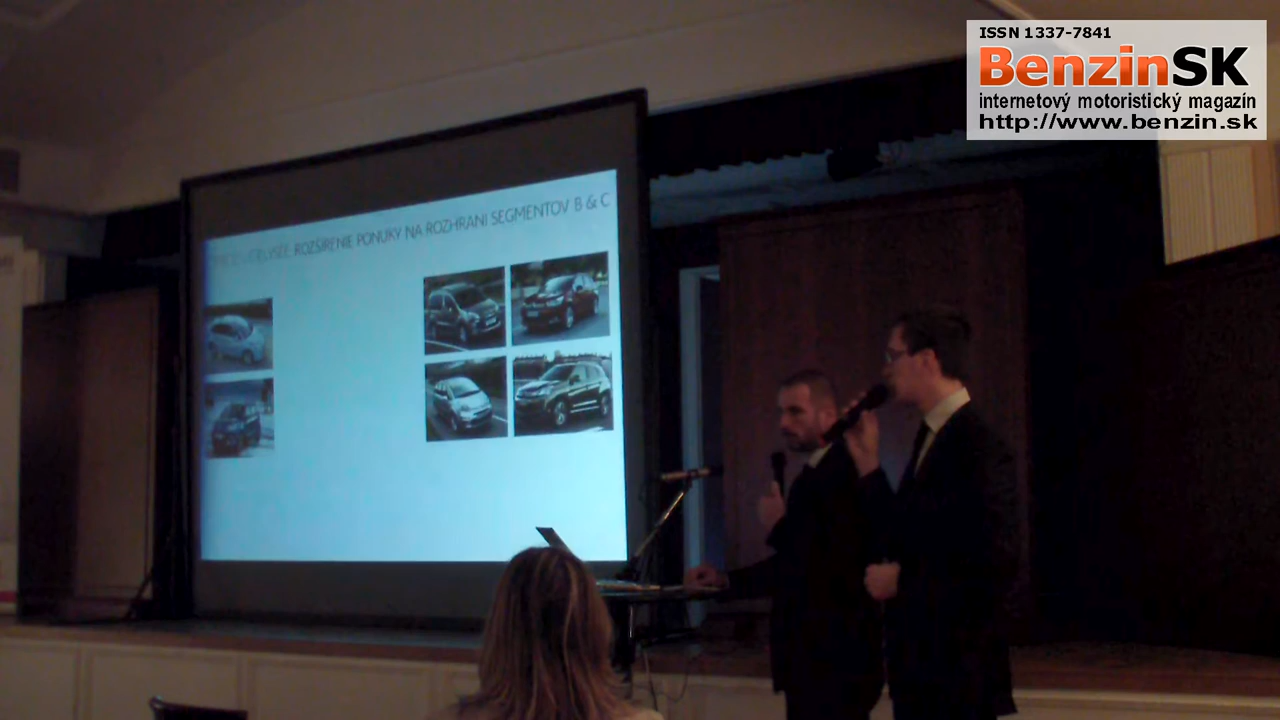 ISSN 1337-7841
BenzinSK
internetový motoristický magazín
http://www.benzin.sk
ROZŠÍRENIE PONUKY NA ROZHRANÍ SEGMENTOV B & C